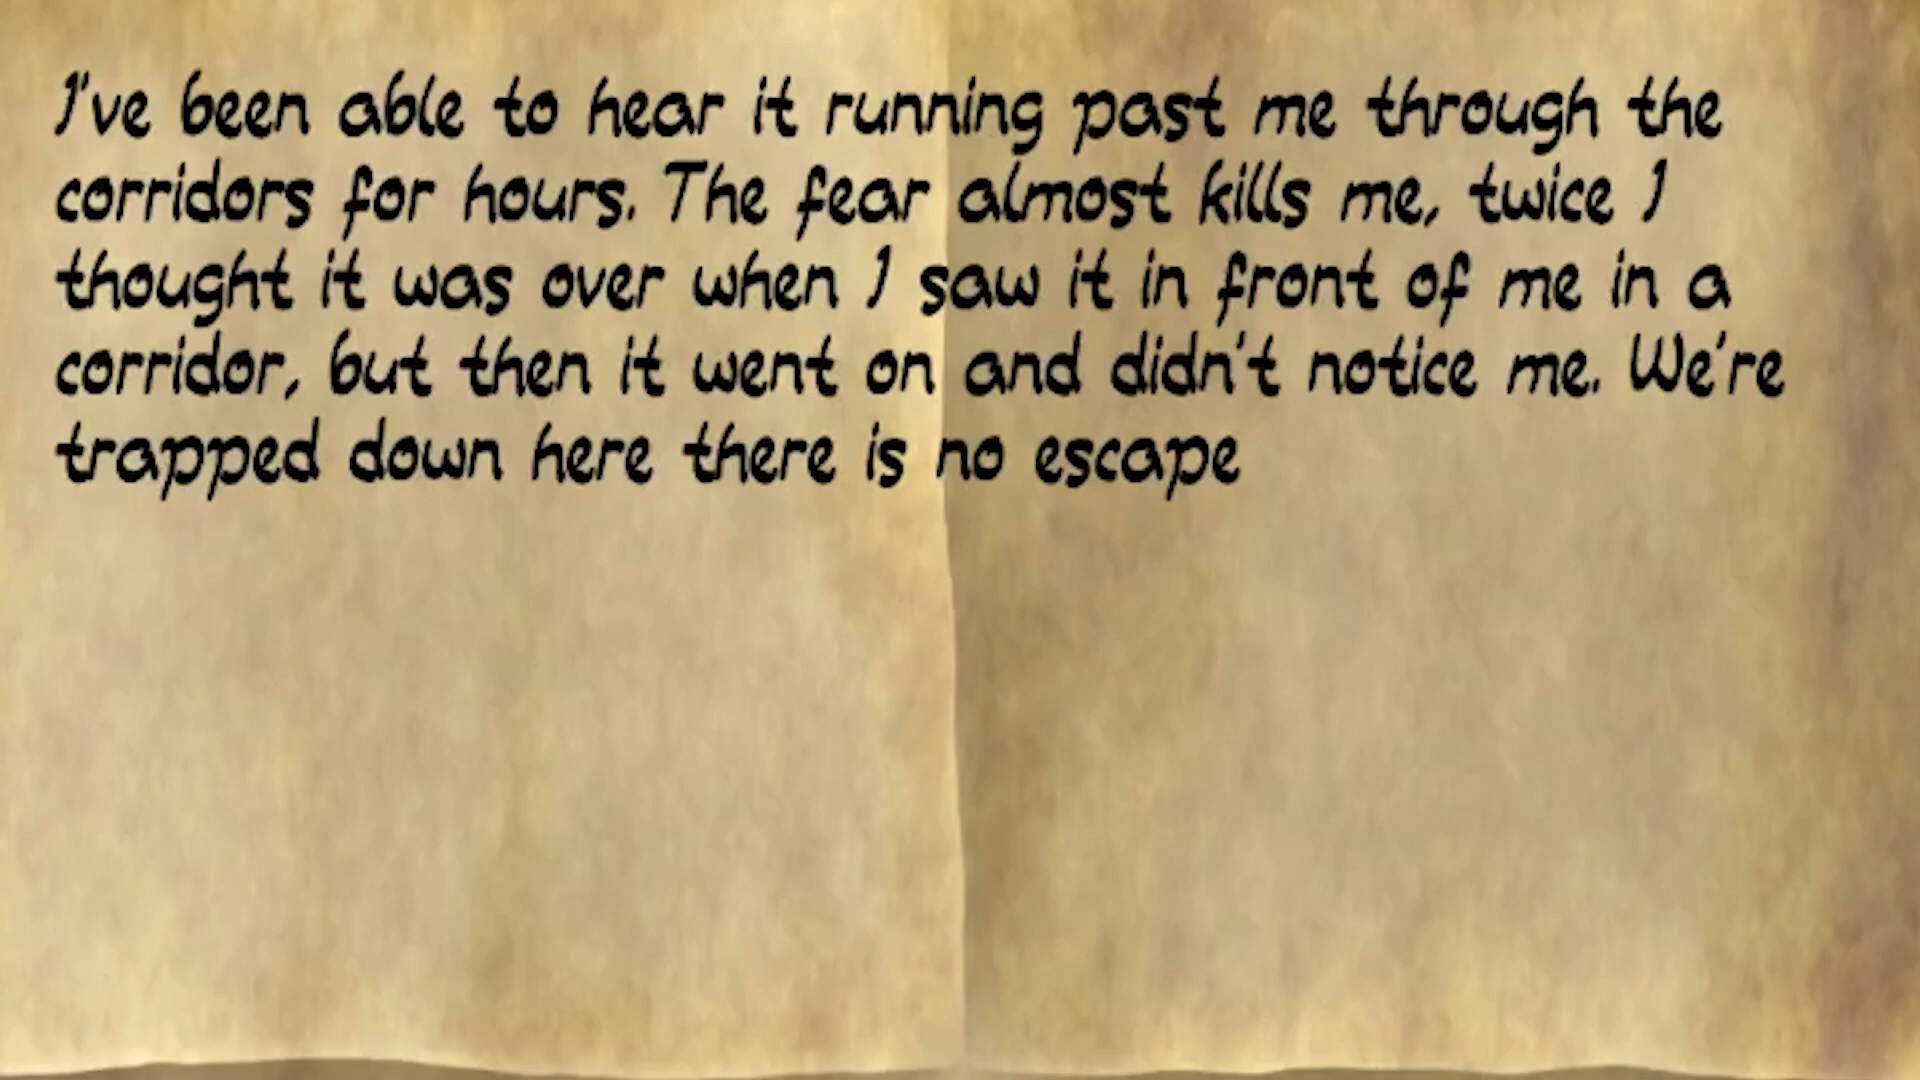 I've been able to hear it running past me through the
corridors for hours. The fear almost kills me, twice I
thought it was over when I saw it in front of me in a
corridor, but then it went on and didn't notice me. We're
trapped down here there is no escape